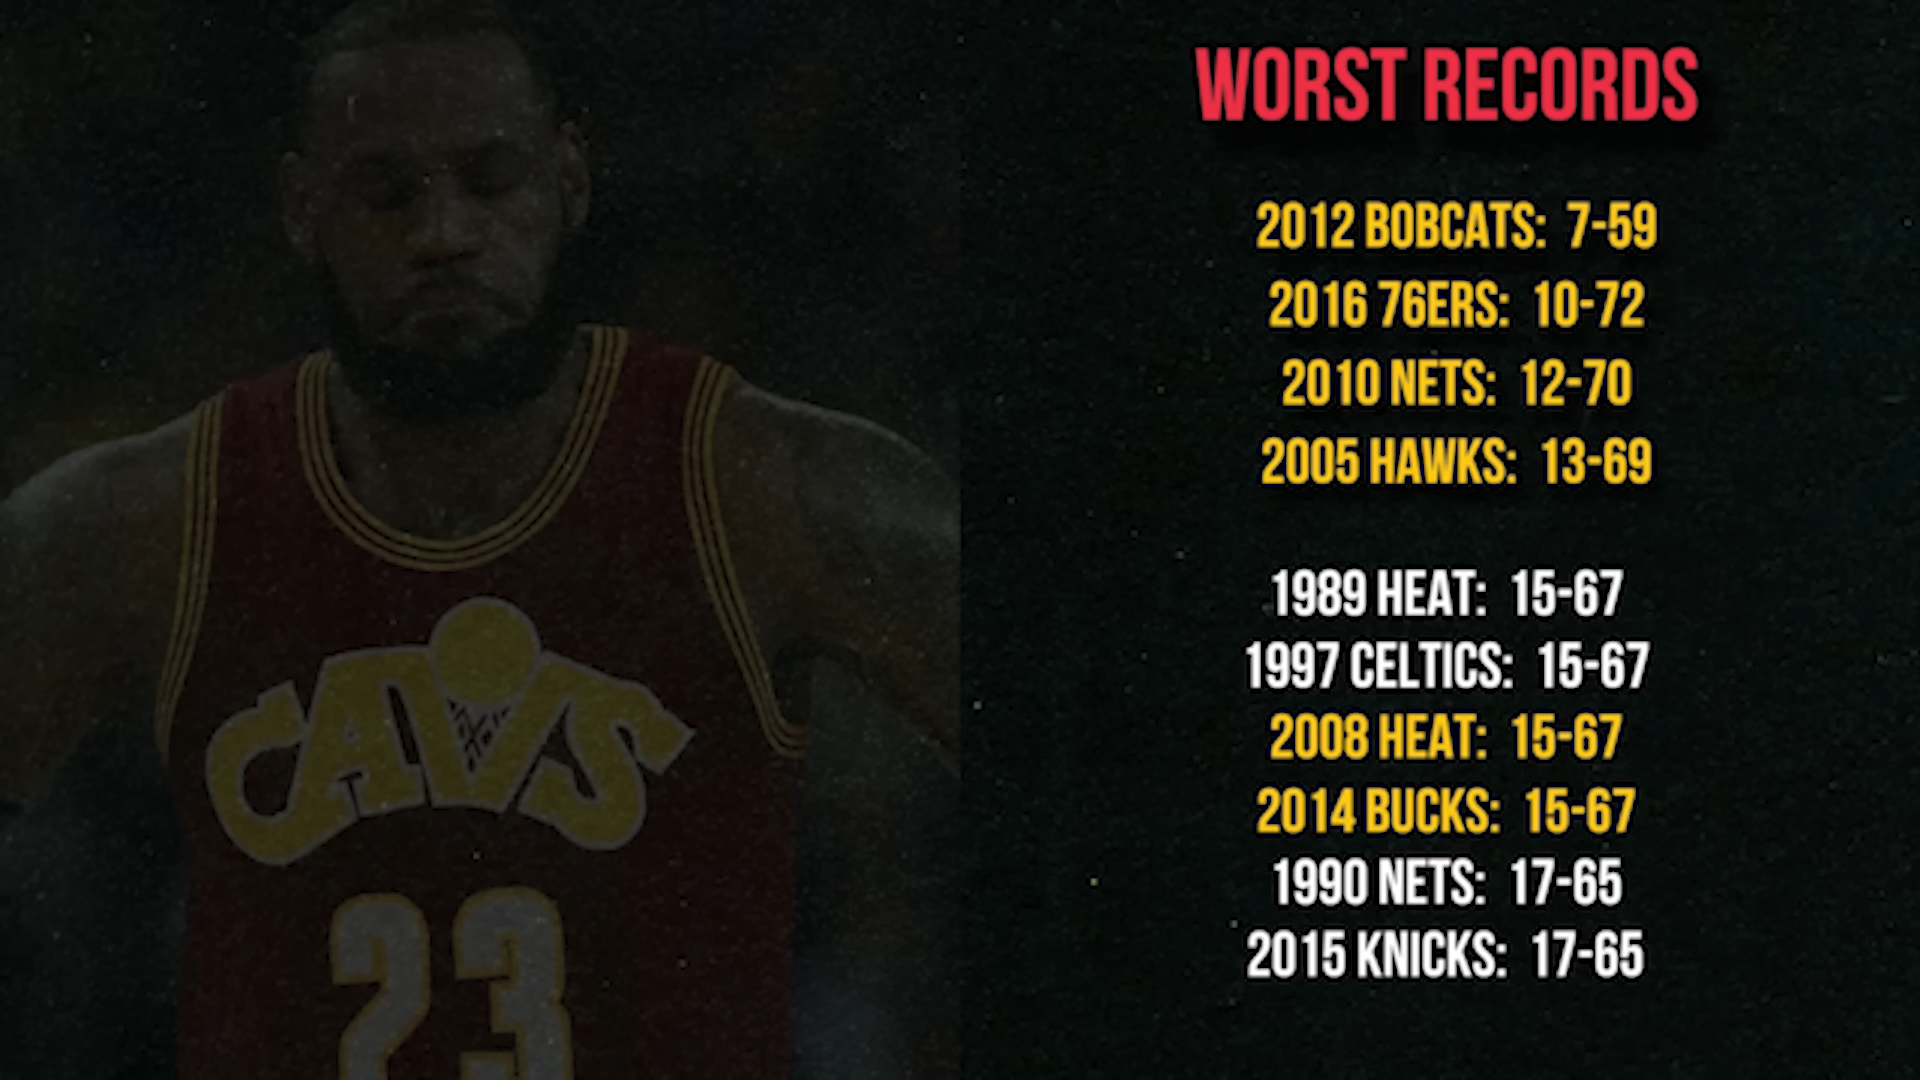 WORST RECORDS
2012 BOBCATS: 7-59
2016 76ERS: 10-72
2010 NETS: 12-70
2005 HAWKS: 13-69
1989 HEAT: 15-67
1997 CELTICS: 15-67
2008 HEAT: 15-67
2014 BUCKS: 15-67
1990 NETS: 17-65
2015 KNICKS: 17-65
CAVS
23